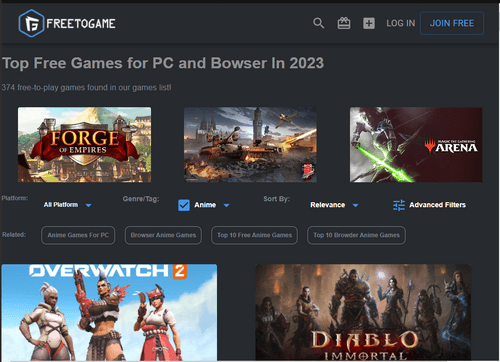 FREETOGAME
LOG IN
JOIN FREE
Top Free Games for PC and Bowser In 2023
374 free-to-play games found in our games list!
FORGE
OF EMPIRES
MAGIC THE GATHERING
ARENA
Platform:
All Platform
Genre/Tag:
Anime
Sort By:
Relevance
Advanced Filters
Related:
Anime Games For PC
Browser Anime Games
Top 10 Free Anime Games
Top 10 Browder Anime Games
OVERWATCH 2
DIABLO
IMMORTAL